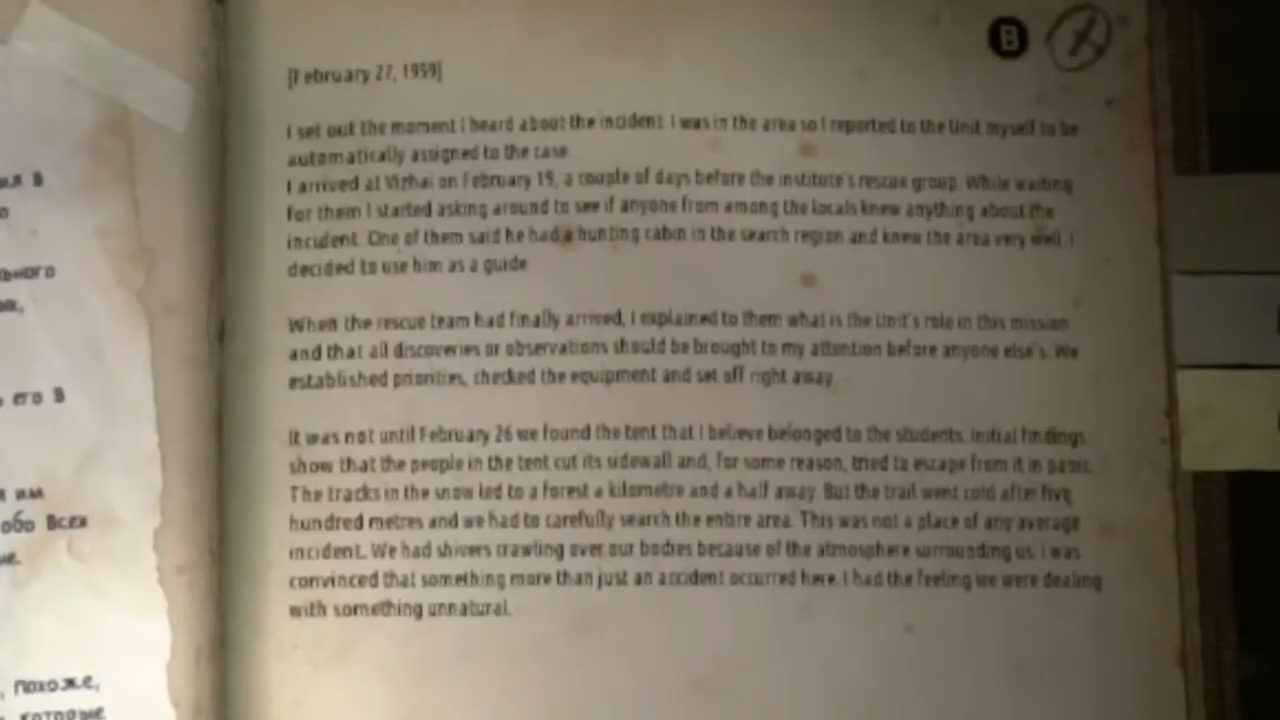 [February 27, 1959]
I set out the moment I heard about the incident. I was in the area so I reported to the Unit myself to be
automatically assigned to the case.
I arrived at Vizhai on February 19, a couple of days before the institute's rescue group. While waiting
for them I started asking around to see if anyone from among the locals knew anything about the
incident. One of them said he had a hunting cabin in the search region and knew the area very well. I
decided to use him as a guide.
When the rescue team had finally arrived, I explained to them what is the Unit's role in this mission
and that all discoveries or observations should be brought to my attention before anyone else's. We
established priorities, checked the equipment and set off right away.
It was not until February 26 we found the tent that I believe belonged to the students. Initial findings
show that the people in the tent cut its sidewall and, for some reason, tried to escape from it in panic.
The tracks in the snow led to a forest a kilometre and a half away. But the trail went cold after five
hundred metres and we had to carefully search the entire area. This was not a place of any average
incident. We had shivers crawling over our bodies because of the atmosphere surrounding us. I was
convinced that something more than just an accident occurred here. I had the feeling we were dealing
with something unnatural.
B
в
ьного
его в
им
обо всех
, похоже,
которые